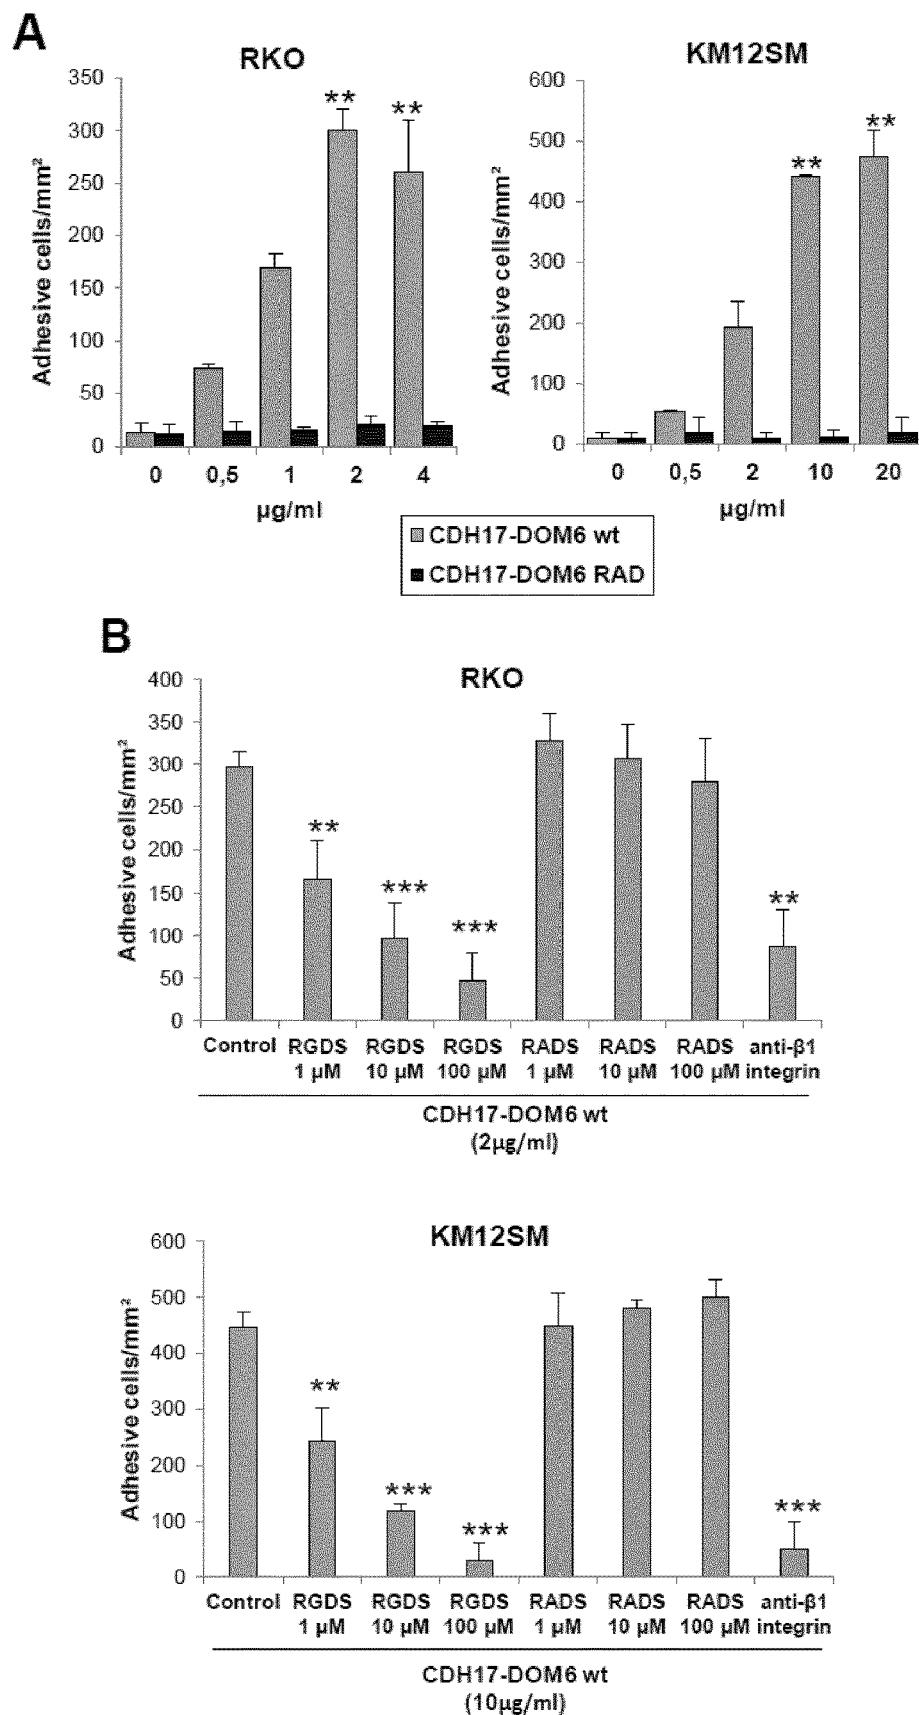 A
RKO
KM12SM
350
300
250
200
150
100
50
0
Adhesive cells/mm²
** **
0 0,5 1 2 4
µg/ml
600
500
400
300
200
100
0
Adhesive cells/mm²
** **
0 0,5 2 10 20
µg/ml
CDH17-DOM6 wt
CDH17-DOM6 RAD
B
RKO
400
350
300
250
200
150
100
50
0
Adhesive cells/mm²
** *** *** **
Control RGDS RGDS RGDS RADS RADS RADS anti-β1
1 µM 10 µM 100 µM 1 µM 10 µM 100 µM integrin
CDH17-DOM6 wt
(2µg/ml)
KM12SM
600
500
400
300
200
100
0
Adhesive cells/mm²
** *** *** ***
Control RGDS RGDS RGDS RADS RADS RADS anti-β1
1 µM 10 µM 100 µM 1 µM 10 µM 100 µM integrin
CDH17-DOM6 wt
(10µg/ml)